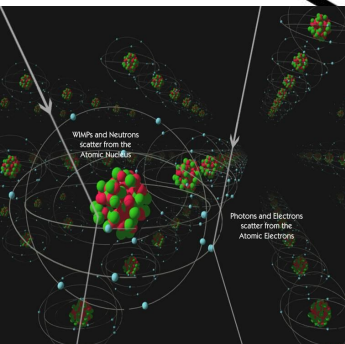 WIMPs and Neutrons
scatter from the
Atomic Nucleus
Photons and Electrons
scatter from the
Atomic Electrons